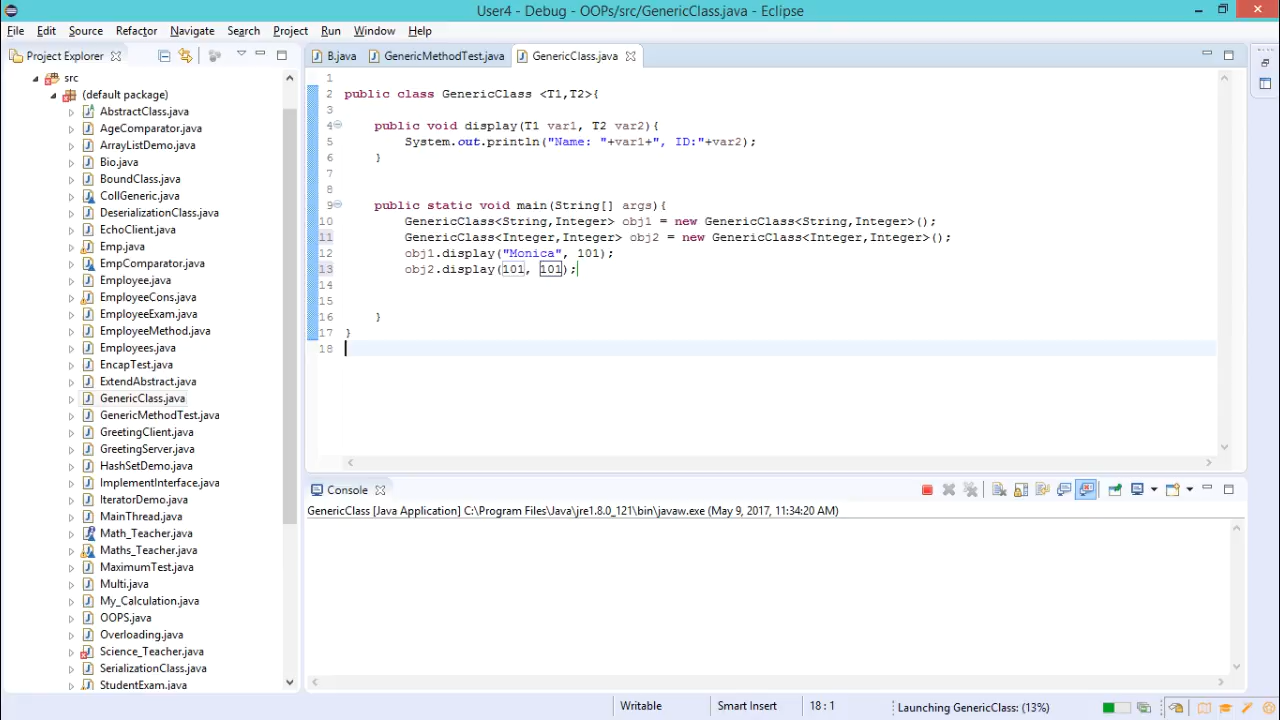 User4 - Debug - OOPs/src/GenericClass.java - Eclipse
File Edit Source Refactor Navigate Search Project Run Window Help
Project Explorer
B.java GenericMethodTest.java GenericClass.java
src
(default package)
AbstractClass.java
AgeComparator.java
ArrayListDemo.java
Bio.java
BoundClass.java
CollGeneric.java
DeserializationClass.java
EchoClient.java
Emp.java
EmpComparator.java
Employee.java
EmployeeCons.java
EmployeeExam.java
EmployeeMethod.java
Employees.java
EncapTest.java
ExtendAbstract.java
GenericClass.java
GenericMethodTest.java
GreetingClient.java
GreetingServer.java
HashSetDemo.java
ImplementInterface.java
IteratorDemo.java
MainThread.java
Math_Teacher.java
Maths_Teacher.java
MaximumTest.java
Multi.java
My_Calculation.java
OOPS.java
Overloading.java
Science_Teacher.java
SerializationClass.java
StudentExam.java
1
2 public class GenericClass <T1,T2>{
3
4 public void display(T1 var1, T2 var2){
5 System.out.println("Name: "+var1+", ID:"+var2);
6 }
7
8
9 public static void main(String[] args){
10 GenericClass<String,Integer> obj1 = new GenericClass<String,Integer>();
11 GenericClass<Integer,Integer> obj2 = new GenericClass<Integer,Integer>();
12 obj1.display("Monica", 101);
13 obj2.display(101, 101);
14
15
16 }
17 }
18
Console
GenericClass [Java Application] C:\Program Files\Java\jre1.8.0_121\bin\javaw.exe (May 9, 2017, 11:34:20 AM)
Writable Smart Insert 18 : 1 Launching GenericClass: (13%)